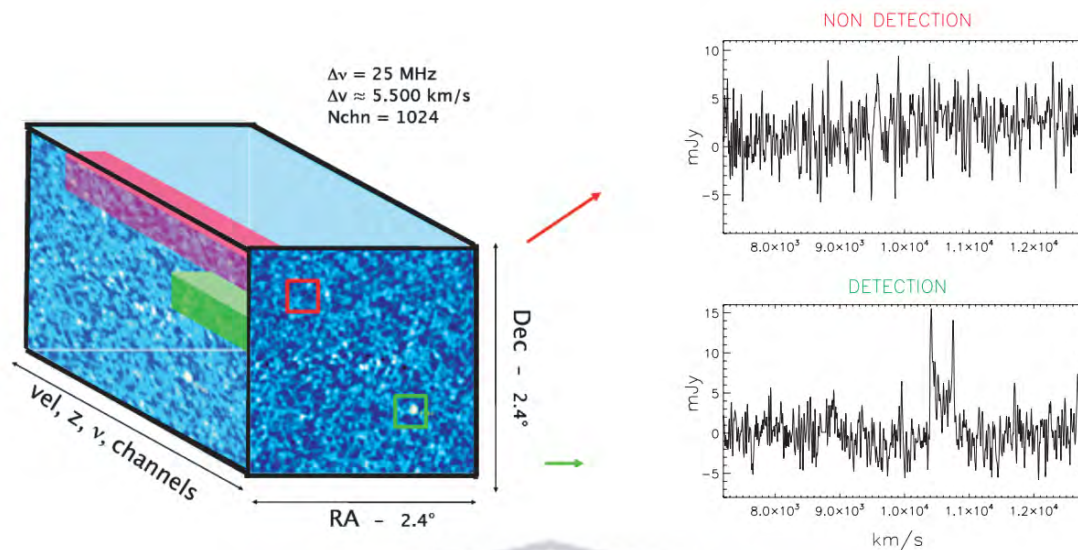 Δν = 25 MHz
Δv ≈ 5.500 km/s
Nchn = 1024
vel, z, ν, channels
RA - 2.4°
Dec - 2.4°
NON DETECTION
10
5
0
-5
mJy
8.0×10³ 9.0×10³ 1.0×10⁴ 1.1×10⁴ 1.2×10⁴
DETECTION
15
10
5
0
-5
mJy
8.0×10³ 9.0×10³ 1.0×10⁴ 1.1×10⁴ 1.2×10⁴
km/s